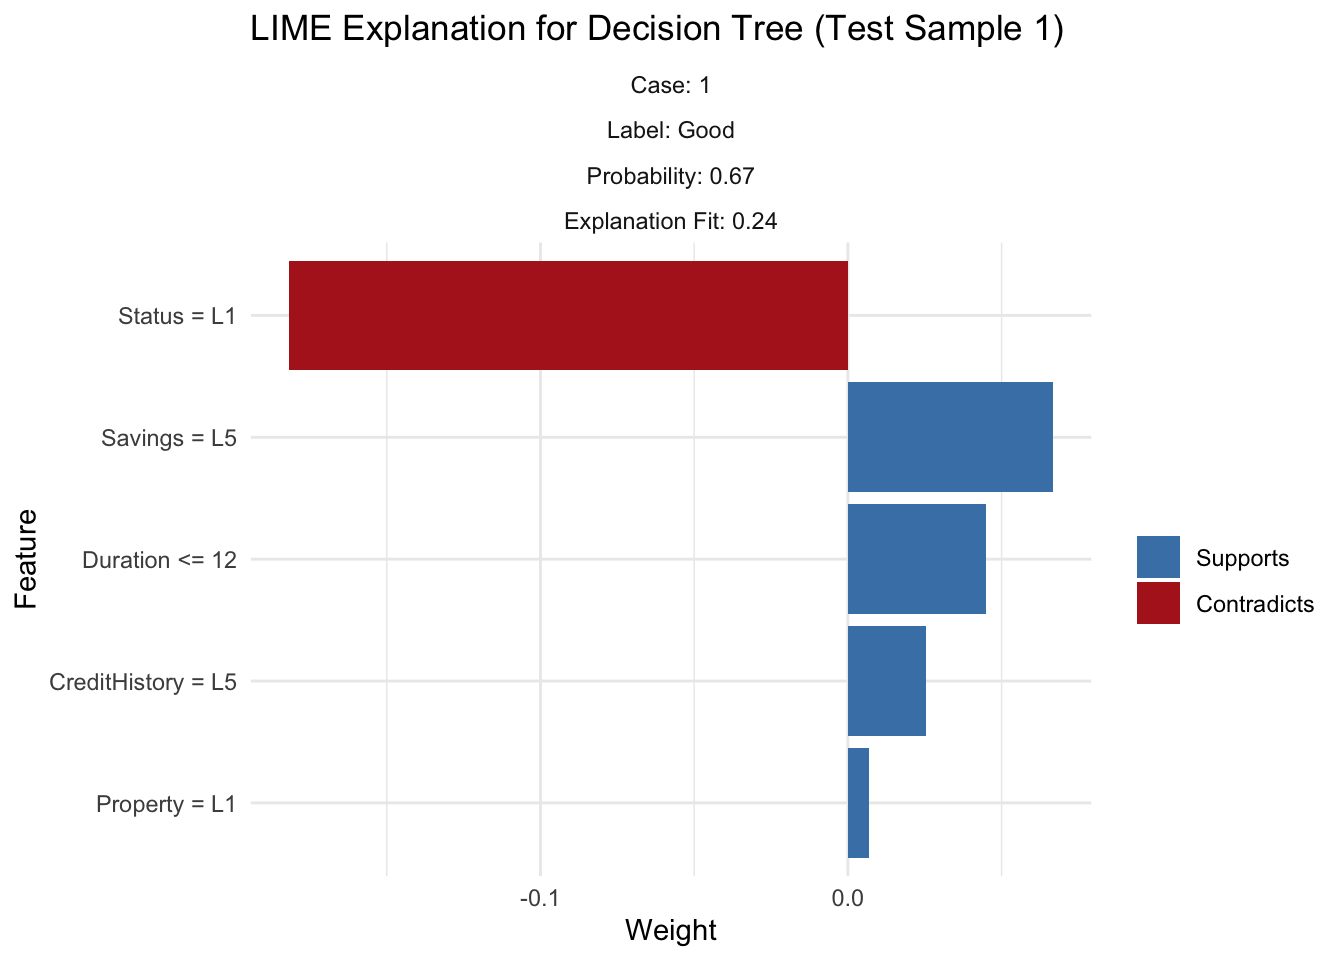 LIME Explanation for Decision Tree (Test Sample 1)
Case: 1
Label: Good
Probability: 0.67
Explanation Fit: 0.24
Status = L1
Savings = L5
Duration <= 12
CreditHistory = L5
Property = L1
Feature
-0.1
0.0
Weight
Supports
Contradicts